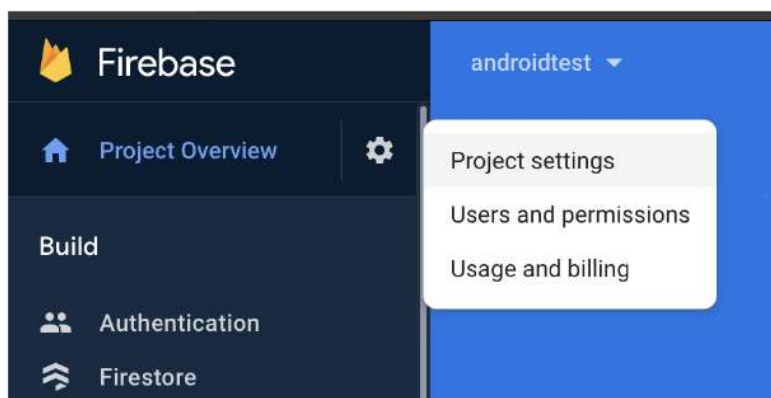 Firebase
androidtest
Project Overview
Project settings
Users and permissions
Usage and billing
Build
Authentication
Firestore